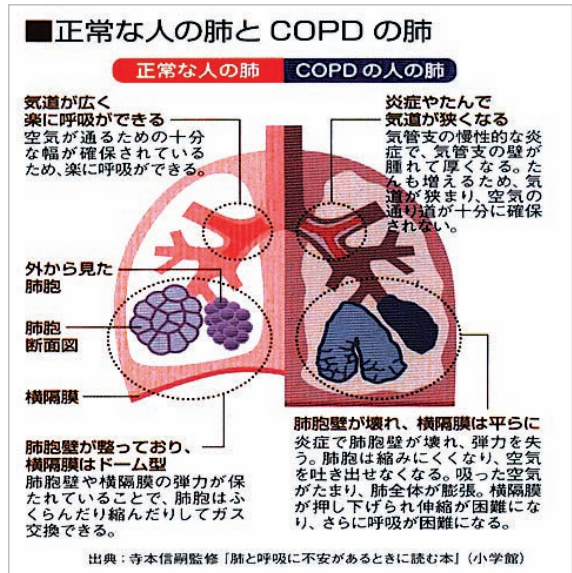 ■正常な人の肺とCOPDの肺
正常な人の肺
COPDの人の肺
気道が広く
楽に呼吸ができる
空気が通るための十分
な幅が確保されている
ため、楽に呼吸ができる。
炎症やたんで
気道が狭くなる
気管支の慢性的な炎
症で、気管支の壁が
腫れて厚くなる。た
んも増えるため、気
道が狭まり、空気の
通り道が十分に確保
されない。
外から見た
肺胞
肺胞
断面図
横隔膜
肺胞壁が整っており、
横隔膜はドーム型
肺胞壁や横隔膜の弾力が保
たれていることで、肺胞はふ
くらんだり縮んだりしてガス
交換できる。
肺胞壁が壊れ、横隔膜は平らに
炎症で肺胞壁が壊れ、弾力を失
う。肺胞は縮みにくくなり、空気
を吐き出せなくなる。吸った空気
がたまり、肺全体が膨張。横隔膜
が押し下げられ伸縮が困難にな
り、さらに呼吸が困難になる。
出典：寺本信嗣監修『肺と呼吸に不安があるときに読む本』（小学館）